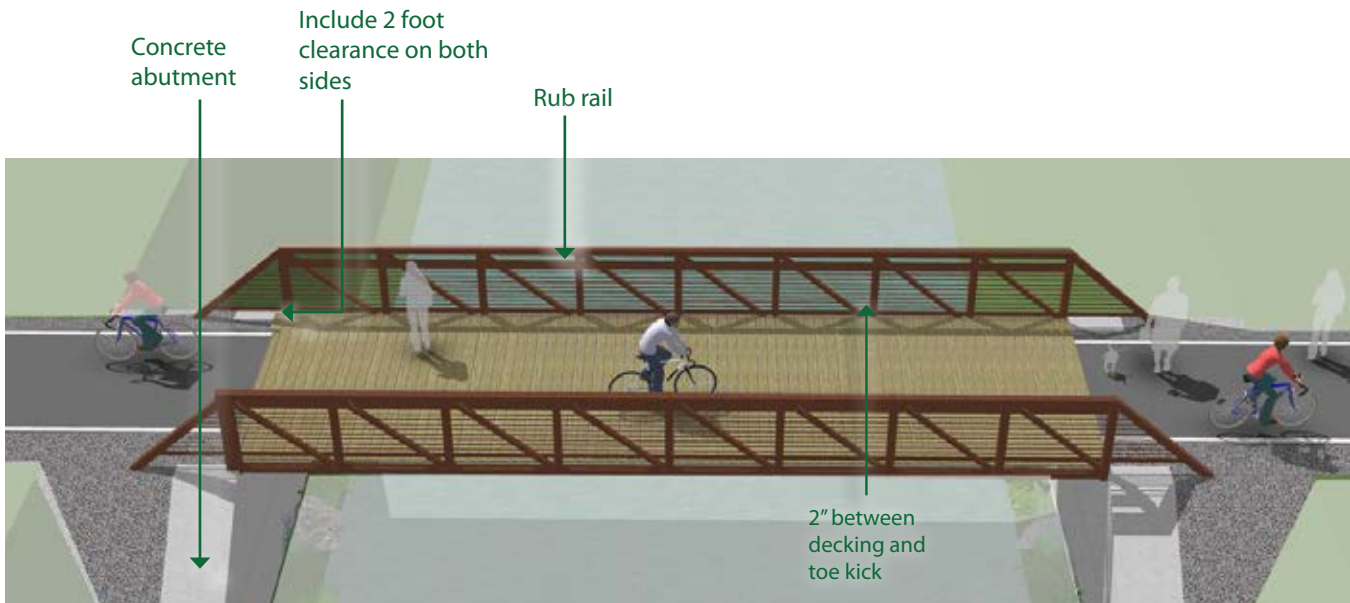 Concrete
abutment
Include 2 foot
clearance on both
sides
Rub rail
2” between
decking and
toe kick